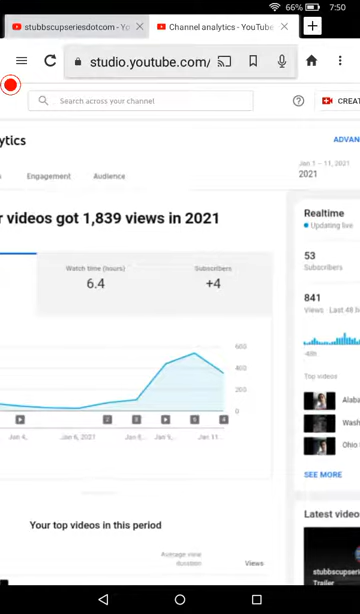 66% 7:50
stubbscupseriesdotcom - Yo
Channel analytics - YouTube
studio.youtube.com/
Search across your channel
CREAT
ytics
ADVAN
Engagement
Audience
Jan 1 – 11, 2021
2021
r videos got 1,839 views in 2021
Watch time (hours)
6.4
Subscribers
+4
600
400
200
0
Jan 4,
Jan 6, 2021
Jan 8,...
Jan 9,...
Jan 11...
Realtime
Updating live
53
Subscribers
841
Views · Last 48
-48h
Top videos
Alaba
Wash
Ohio
SEE MORE
Your top videos in this period
Average view
duration
Views
Latest video
stubbscupseri
Trailer